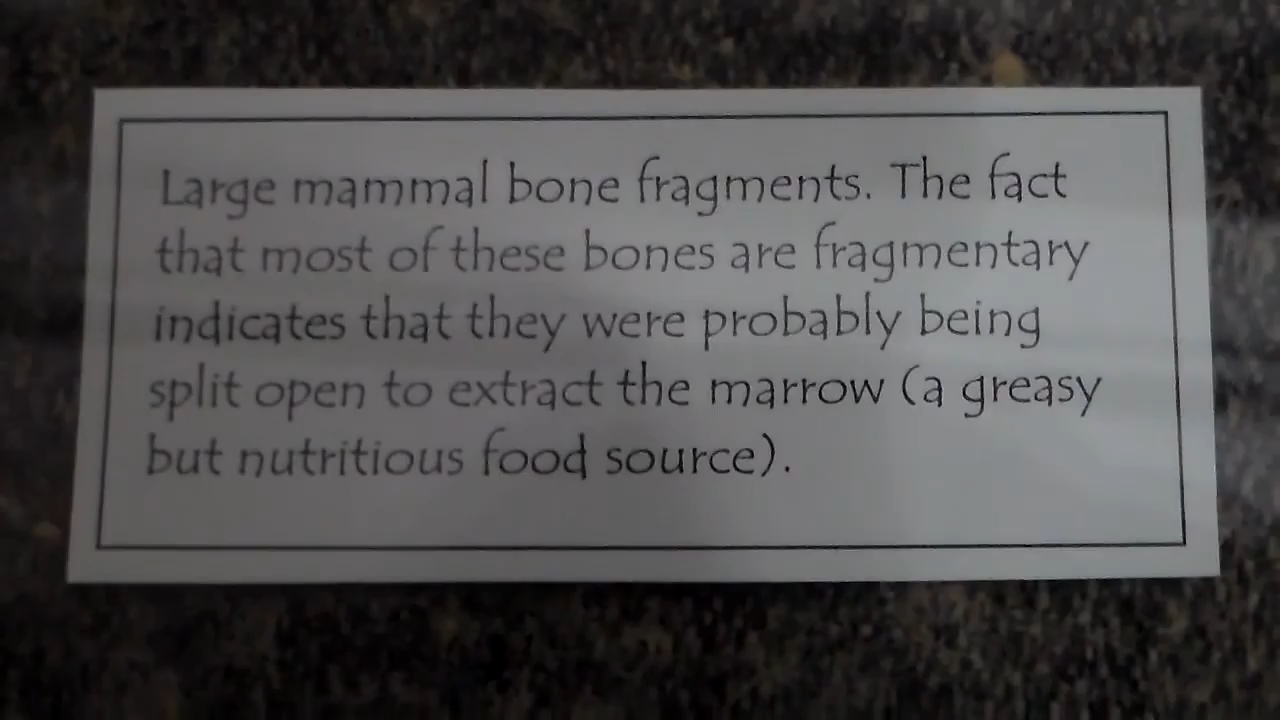 Large mammal bone fragments. The fact
that most of these bones are fragmentary
indicates that they were probably being
split open to extract the marrow (a greasy
but nutritious food source).